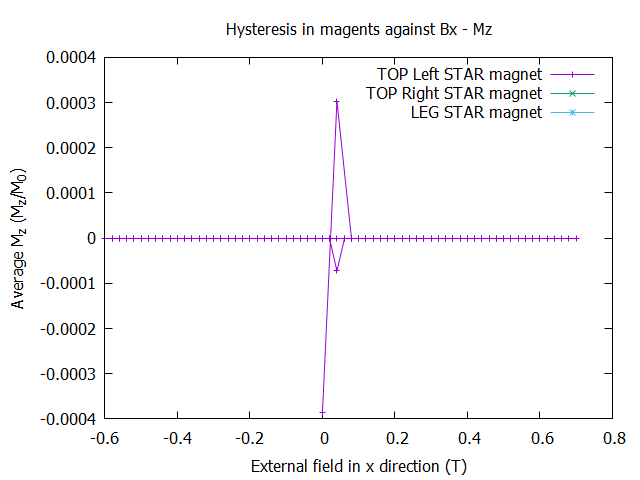 Hysteresis in magents against Bx - Mz
TOP Left STAR magnet
TOP Right STAR magnet
LEG STAR magnet
0.0004
0.0003
0.0002
0.0001
0
-0.0001
-0.0002
-0.0003
-0.0004
Average Mz (Mz/M0)
-0.6 -0.4 -0.2 0 0.2 0.4 0.6 0.8
External field in x direction (T)